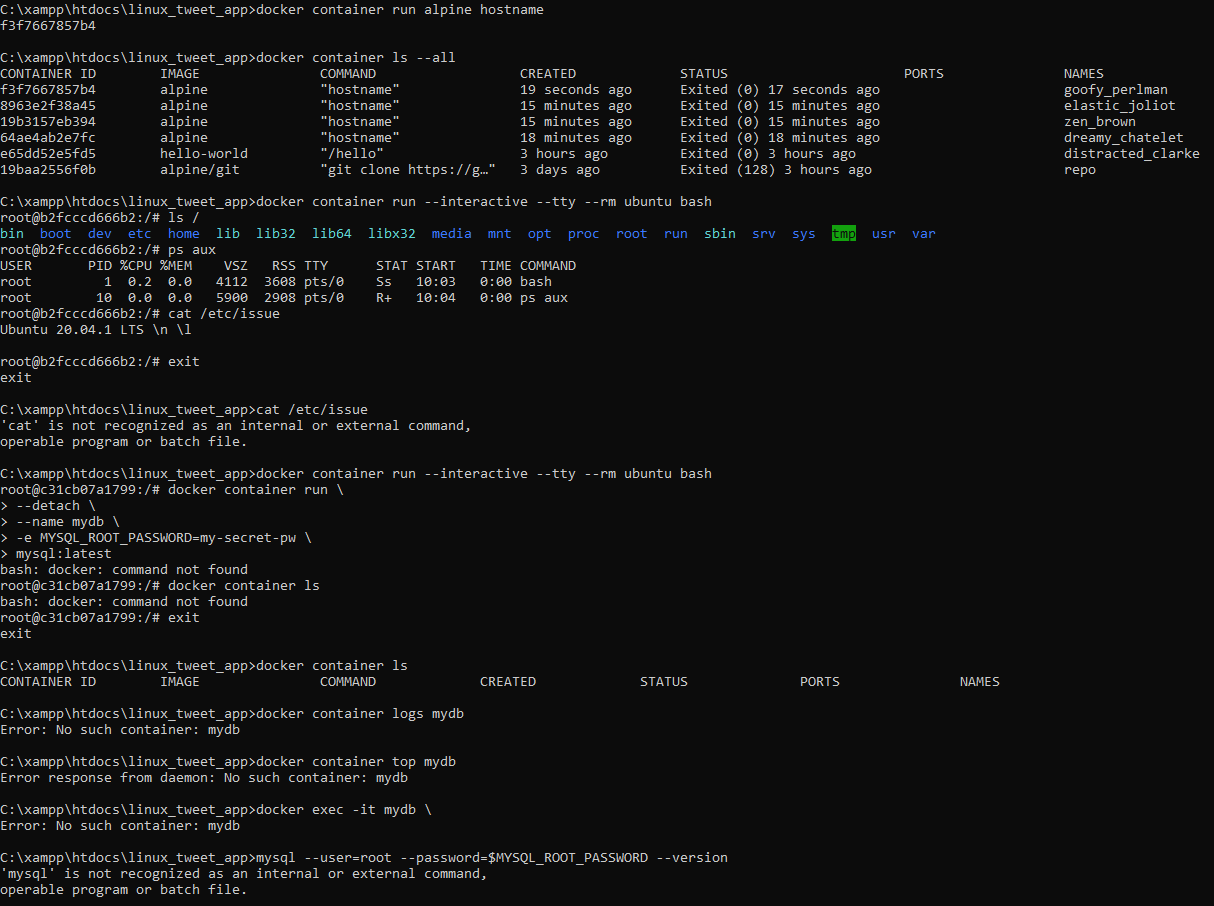 C:\xampp\htdocs\linux_tweet_app>docker container run alpine hostname
f3f7667857b4
C:\xampp\htdocs\linux_tweet_app>docker container ls --all
CONTAINER ID        IMAGE               COMMAND                  CREATED             STATUS                      PORTS               NAMES
f3f7667857b4        alpine              "hostname"               19 seconds ago      Exited (0) 17 seconds ago                       goofy_perlman
8963e2f38a45        alpine              "hostname"               15 minutes ago      Exited (0) 15 minutes ago                       elastic_joliot
19b3157eb394        alpine              "hostname"               15 minutes ago      Exited (0) 15 minutes ago                       zen_brown
64ae4ab2e7fc        alpine              "hostname"               18 minutes ago      Exited (0) 18 minutes ago                       dreamy_chatelet
e65dd52e5fd5        hello-world         "/hello"                 3 hours ago         Exited (0) 3 hours ago                          distracted_clarke
19baa2556f0b        alpine/git          "git clone https://g…"   3 days ago          Exited (128) 3 hours ago                        repo
C:\xampp\htdocs\linux_tweet_app>docker container run --interactive --tty --rm ubuntu bash
root@b2fcccd666b2:/# ls /
bin  boot  dev  etc  home  lib  lib32  lib64  libx32  media  mnt  opt  proc  root  run  sbin  srv  sys  tmp  usr  var
root@b2fcccd666b2:/# ps aux
USER       PID %CPU %MEM    VSZ   RSS TTY      STAT START   TIME COMMAND
root         1  0.2  0.0   4112  3608 pts/0    Ss   10:03   0:00 bash
root        10  0.0  0.0   5900  2908 pts/0    R+   10:04   0:00 ps aux
root@b2fcccd666b2:/# cat /etc/issue
Ubuntu 20.04.1 LTS \n \l
root@b2fcccd666b2:/# exit
exit
C:\xampp\htdocs\linux_tweet_app>cat /etc/issue
'cat' is not recognized as an internal or external command,
operable program or batch file.
C:\xampp\htdocs\linux_tweet_app>docker container run --interactive --tty --rm ubuntu bash
root@c31cb07a1799:/# docker container run \
> --detach \
> --name mydb \
> -e MYSQL_ROOT_PASSWORD=my-secret-pw \
> mysql:latest
bash: docker: command not found
root@c31cb07a1799:/# docker container ls
bash: docker: command not found
root@c31cb07a1799:/# exit
exit
C:\xampp\htdocs\linux_tweet_app>docker container ls
CONTAINER ID        IMAGE               COMMAND             CREATED             STATUS              PORTS               NAMES
C:\xampp\htdocs\linux_tweet_app>docker container logs mydb
Error: No such container: mydb
C:\xampp\htdocs\linux_tweet_app>docker container top mydb
Error response from daemon: No such container: mydb
C:\xampp\htdocs\linux_tweet_app>docker exec -it mydb \
Error: No such container: mydb
C:\xampp\htdocs\linux_tweet_app>mysql --user=root --password=$MYSQL_ROOT_PASSWORD --version
'mysql' is not recognized as an internal or external command,
operable program or batch file.